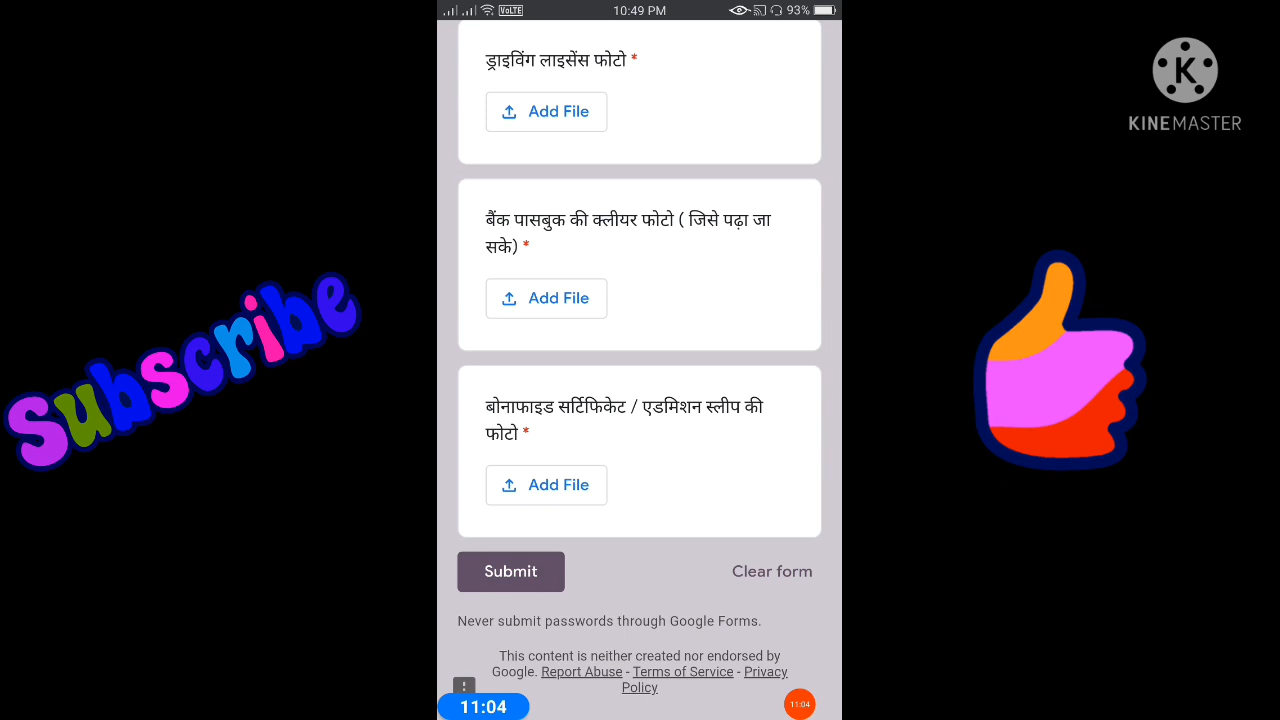 VoLTE
10:49 PM
93%
ड्राइविंग लाइसेंस फोटो *
Add File
बैंक पासबुक की क्लीयर फोटो ( जिसे पढ़ा जा
सके) *
Add File
बोनाफाइड सर्टिफिकेट / एडमिशन स्लीप की
फोटो *
Add File
Submit
Clear form
Never submit passwords through Google Forms.
This content is neither created nor endorsed by
Google. Report Abuse - Terms of Service - Privacy
Policy
11:04
11:04
Subscribe
K
KINEMASTER